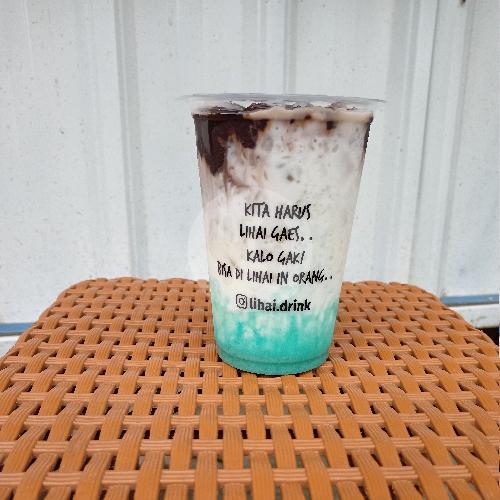 KITA HARUS
LIHAI GAES..
KALO GAK!
BISA DI LIHAI IN ORANG..
lihai.drink